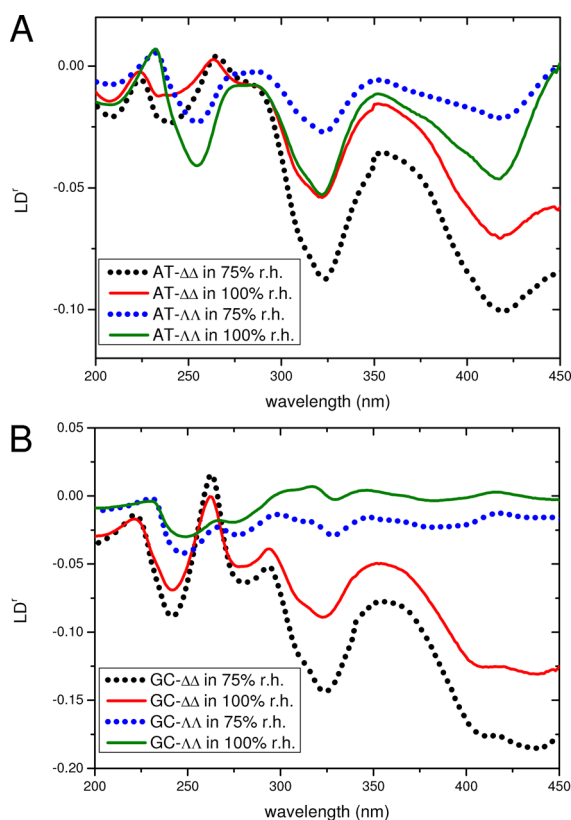 A
0.00
-0.05
-0.10
LDʳ
AT-ΔΔ in 75% r.h.
AT-ΔΔ in 100% r.h.
AT-ΛΛ in 75% r.h.
AT-ΛΛ in 100% r.h.
200 250 300 350 400 450
wavelength (nm)
B
0.05
0.00
-0.05
-0.10
-0.15
-0.20
LDʳ
GC-ΔΔ in 75% r.h.
GC-ΔΔ in 100% r.h.
GC-ΛΛ in 75% r.h.
GC-ΛΛ in 100% r.h.
200 250 300 350 400 450
wavelength (nm)